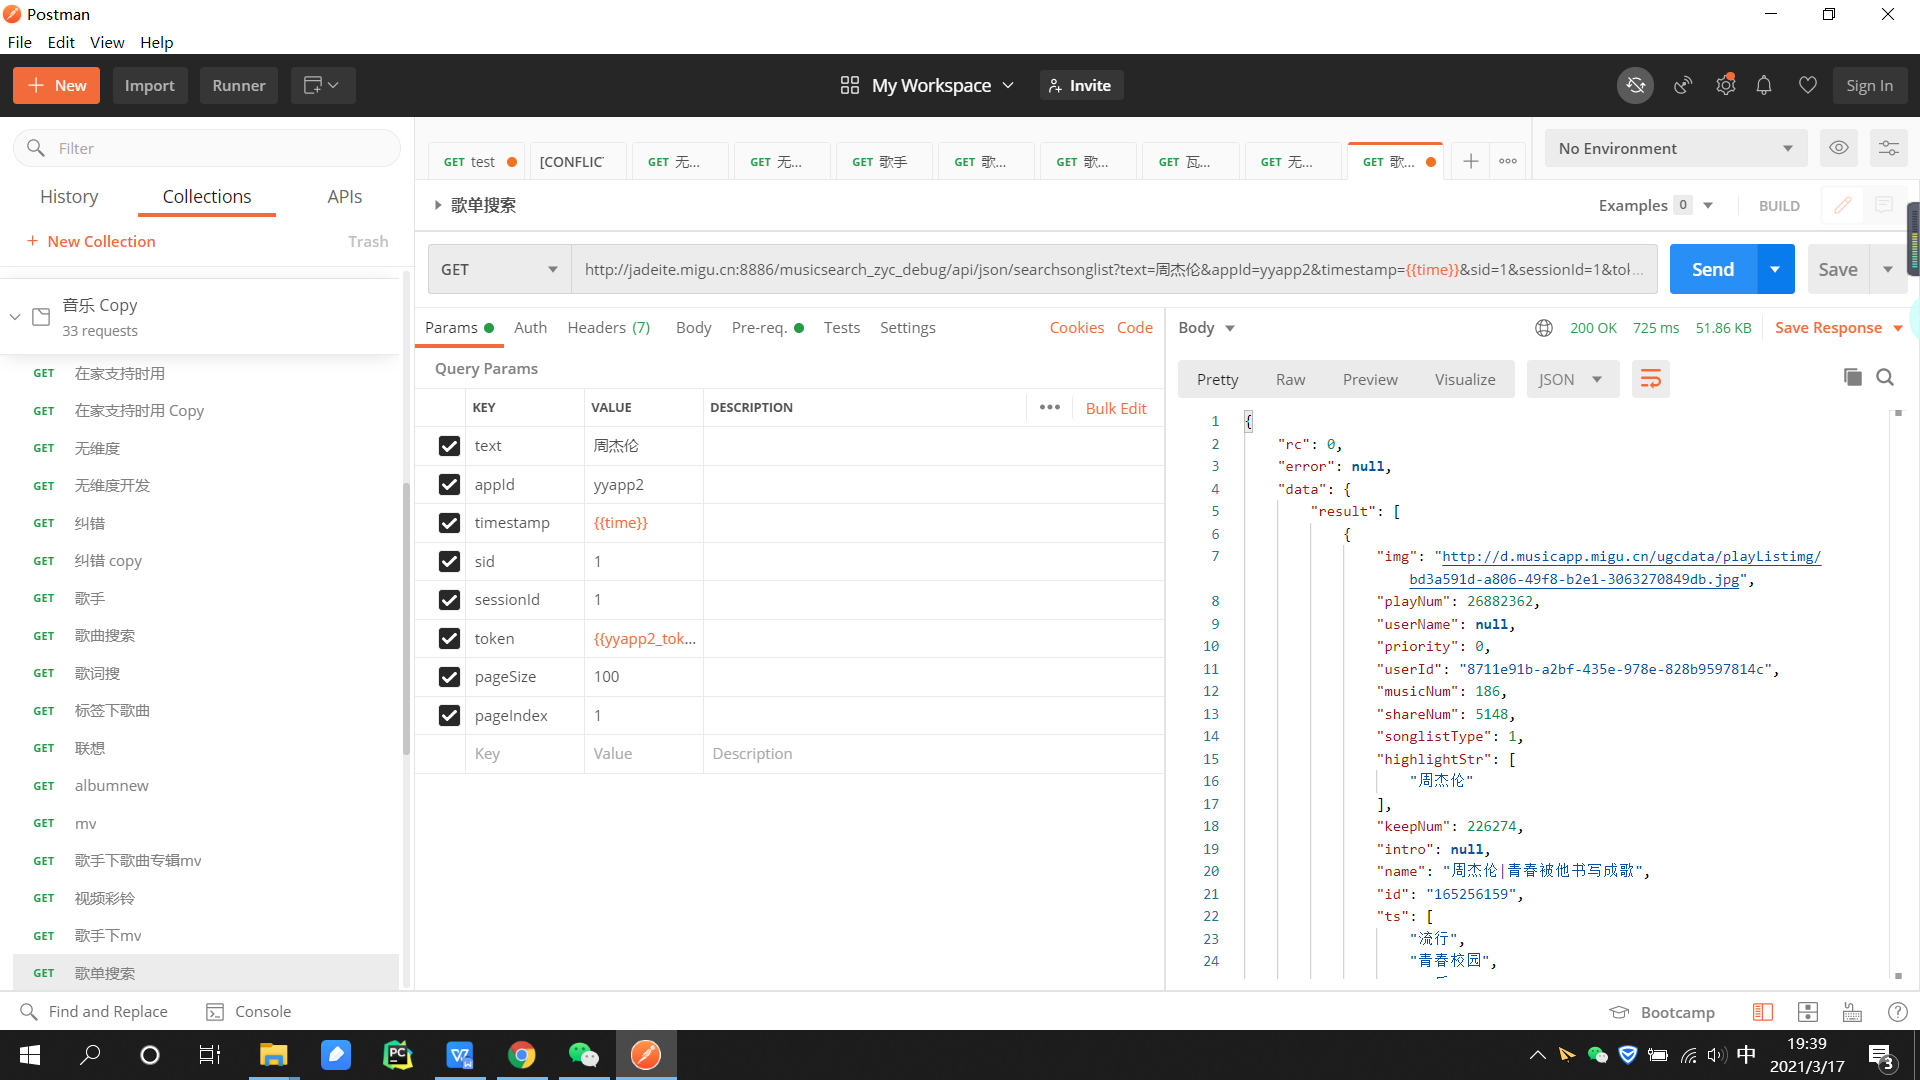 Postman
File Edit View Help
New Import Runner My Workspace Invite Sign In
Filter
History Collections APIs
New Collection Trash
音乐 Copy
33 requests
GET 在家支持时用
GET 在家支持时用 Copy
GET 无维度
GET 无维度开发
GET 纠错
GET 纠错 copy
GET 歌手
GET 歌曲搜索
GET 歌词搜
GET 标签下歌曲
GET 联想
GET albumnew
GET mv
GET 歌手下歌曲专辑mv
GET 视频彩铃
GET 歌手下mv
GET 歌单搜索
GET test [CONFLICT GET 无... GET 无... GET 歌手 GET 歌... GET 歌... GET 瓦... GET 无... GET 歌...
No Environment
歌单搜索
Examples 0 BUILD
GET http://jadeite.migu.cn:8886/musicsearch_zyc_debug/api/json/searchsonglist?text=周杰伦&appId=yyapp2&timestamp={{time}}&sid=1&sessionId=1&tol...
Send Save
Params Auth Headers (7) Body Pre-req. Tests Settings Cookies Code
Query Params
KEY VALUE DESCRIPTION Bulk Edit
text 周杰伦
appId yyapp2
timestamp {{time}}
sid 1
sessionId 1
token {{yyapp2_tok...
pageSize 100
pageIndex 1
Key Value Description
Body 200 OK 725 ms 51.86 KB Save Response
Pretty Raw Preview Visualize JSON
1 {
2 "rc": 0,
3 "error": null,
4 "data": {
5 "result": [
6 {
7 "img": "http://d.musicapp.migu.cn/ugcdata/playListimg/
bd3a591d-a806-49f8-b2e1-3063270849db.jpg",
8 "playNum": 26882362,
9 "userName": null,
10 "priority": 0,
11 "userId": "8711e91b-a2bf-435e-978e-828b9597814c",
12 "musicNum": 186,
13 "shareNum": 5148,
14 "songlistType": 1,
15 "highlightStr": [
16 "周杰伦"
17 ],
18 "keepNum": 226274,
19 "intro": null,
20 "name": "周杰伦|青春被他书写成歌",
21 "id": "165256159",
22 "ts": [
23 "流行",
24 "青春校园",
Find and Replace Console Bootcamp
中 19:39
2021/3/17
3